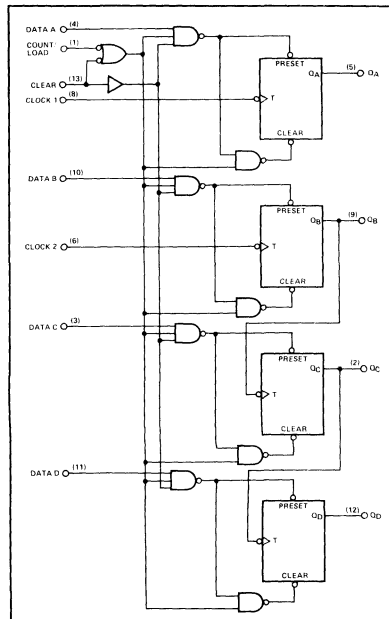 DATA A (4)
COUNT/
LOAD (1)
CLEAR (13)
CLOCK 1 (8)
PRESET
QA (5) QA
T
CLEAR
DATA B (10)
PRESET
QB (9) QB
CLOCK 2 (6)
T
CLEAR
DATA C (3)
PRESET
QC (2) QC
T
CLEAR
DATA D (11)
PRESET
QD (12) QD
T
CLEAR